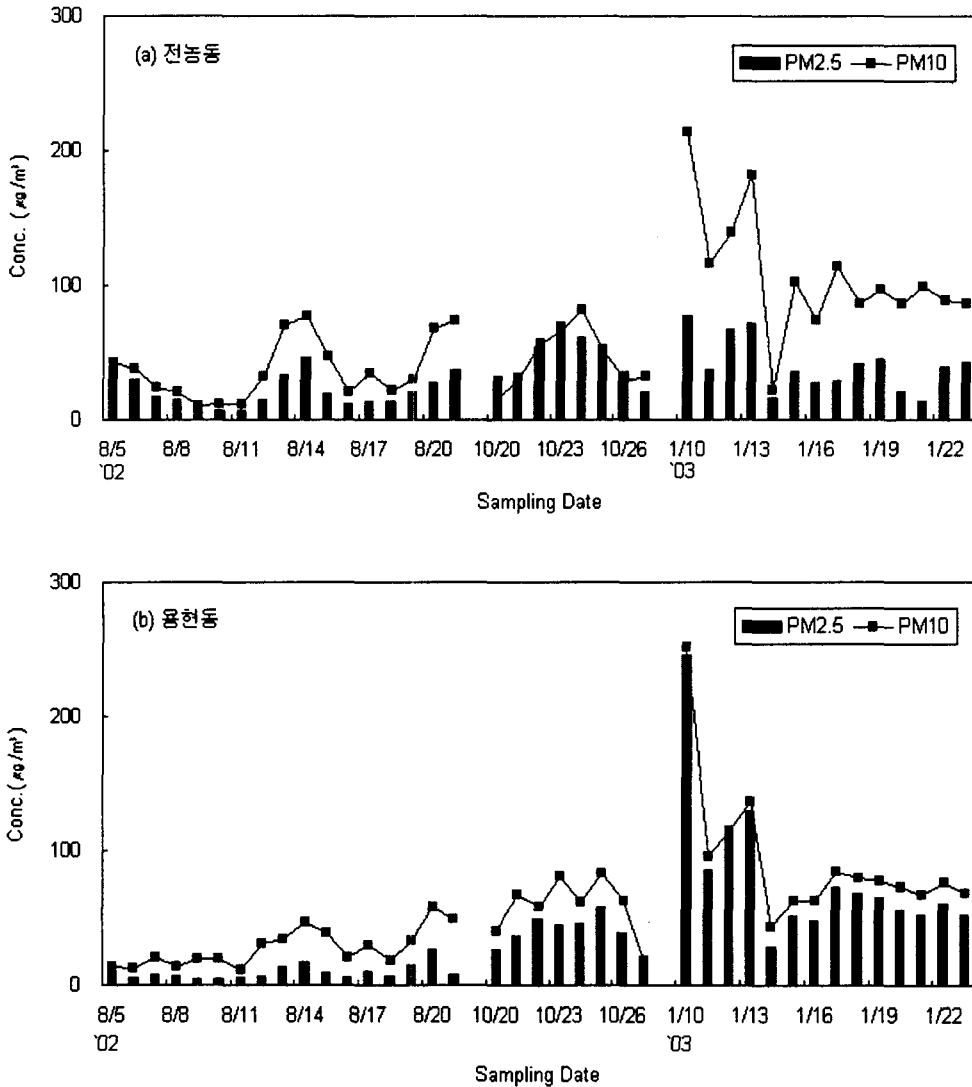 300
(a) 전농동
PM2.5 PM10
200
Conc. (㎍/m³)
100
0
8/5 8/8 8/11 8/14 8/17 8/20 10/20 10/23 10/26 1/10 1/13 1/16 1/19 1/22
`02 `03
Sampling Date
300
(b) 용현동
PM2.5 PM10
200
Conc.(㎍/m³)
100
0
8/5 8/8 8/11 8/14 8/17 8/20 10/20 10/23 10/26 1/10 1/13 1/16 1/19 1/22
`02 `03
Sampling Date